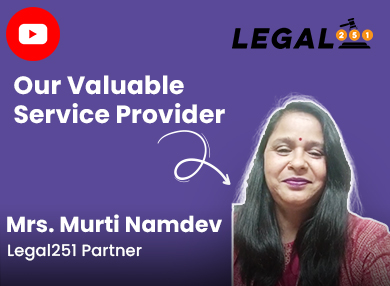 LEGAL 251
Our Valuable
Service Provider
Mrs. Murti Namdev
Legal251 Partner